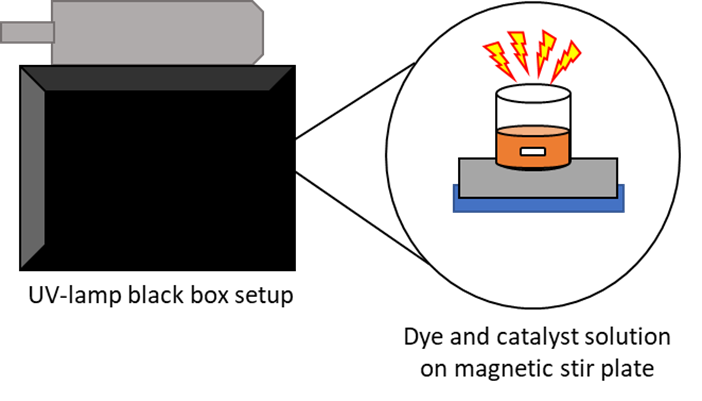 UV-lamp black box setup
Dye and catalyst solution
on magnetic stir plate